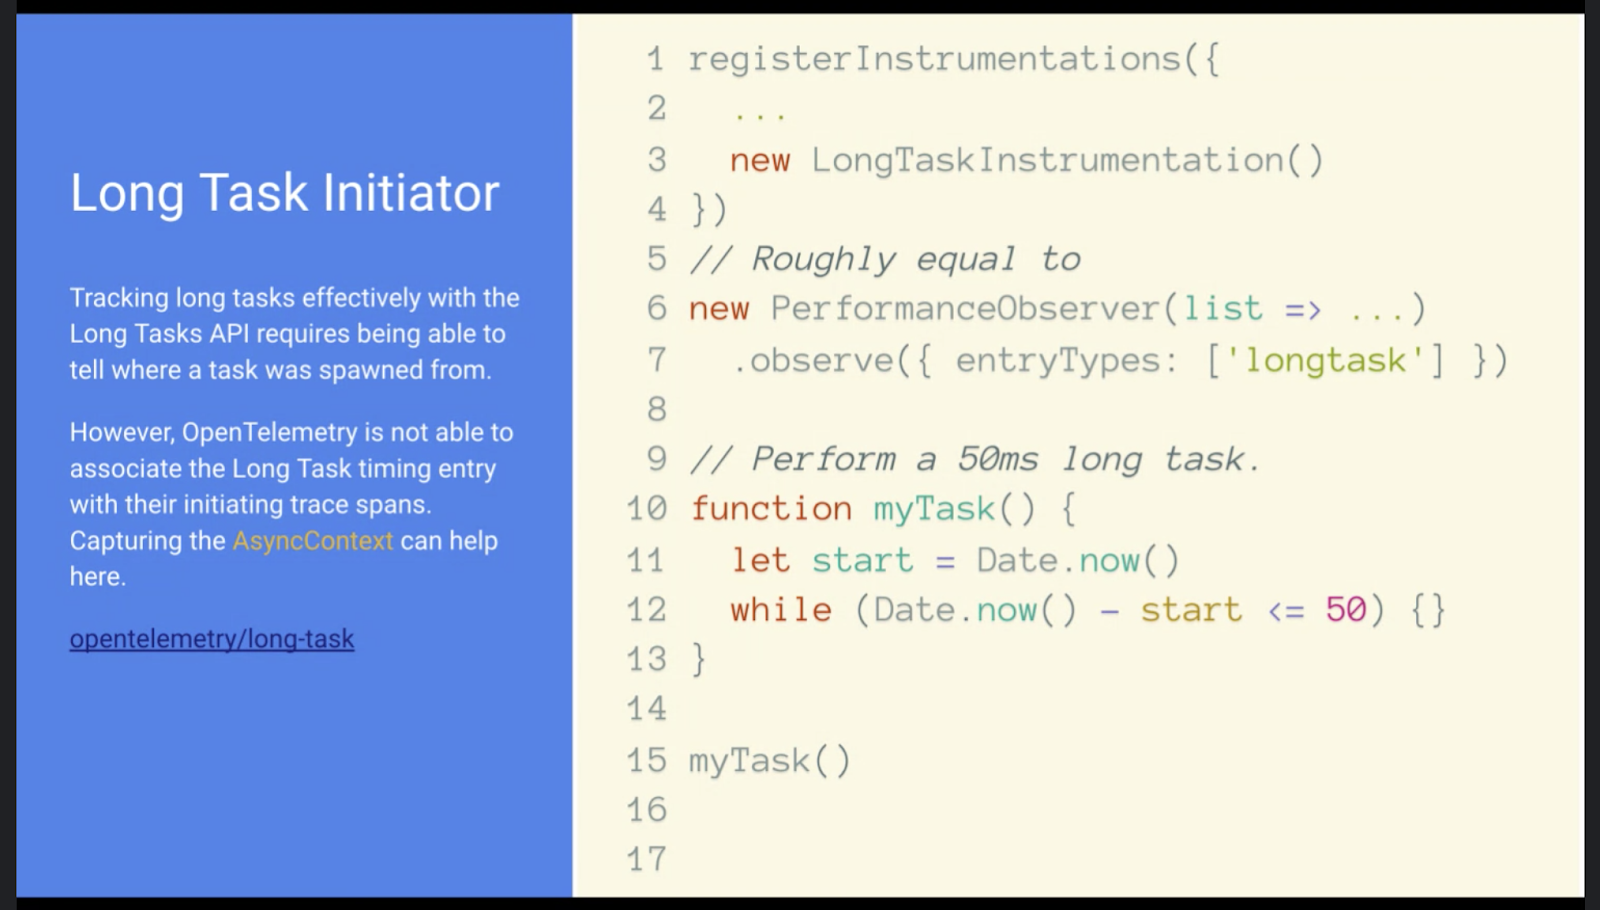 Long Task Initiator
Tracking long tasks effectively with the
Long Tasks API requires being able to
tell where a task was spawned from.
However, OpenTelemetry is not able to
associate the Long Task timing entry
with their initiating trace spans.
Capturing the AsyncContext can help
here.
opentelemetry/long-task
1 registerInstrumentations({
2   ...
3   new LongTaskInstrumentation()
4 })
5 // Roughly equal to
6 new PerformanceObserver(list => ...)
7   .observe({ entryTypes: ['longtask'] })
8
9 // Perform a 50ms long task.
10 function myTask() {
11   let start = Date.now()
12   while (Date.now() - start <= 50) {}
13 }
14
15 myTask()
16
17